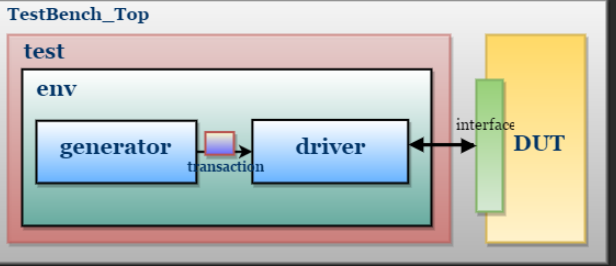 TestBench_Top
test
env
generator
transaction
driver
interface
DUT